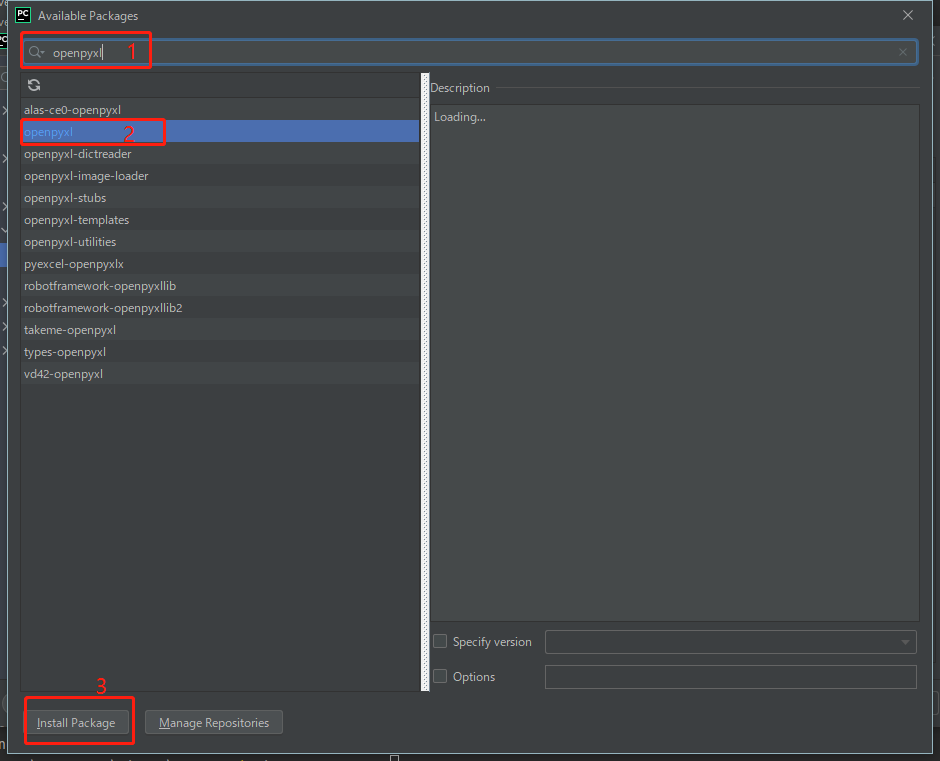 PC Available Packages
openpyxl 1
alas-ce0-openpyxl
openpyxl 2
openpyxl-dictreader
openpyxl-image-loader
openpyxl-stubs
openpyxl-templates
openpyxl-utilities
pyexcel-openpyxlx
robotframework-openpyxllib
robotframework-openpyxllib2
takeme-openpyxl
types-openpyxl
vd42-openpyxl
Description
Loading...
Specify version
Options
3
Install Package
Manage Repositories